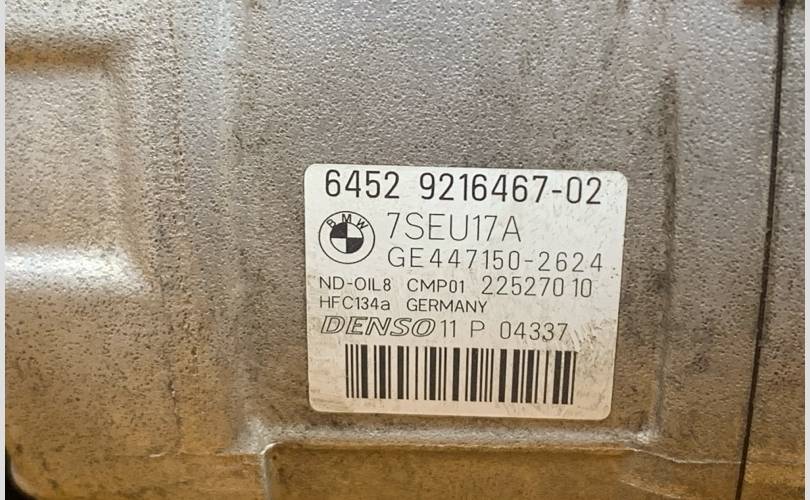 6452 9216467-02
BMW
7SEU17A
GE447150-2624
ND-OIL8 CMP01 22527010
HFC134a GERMANY
DENSO 11 P 04337